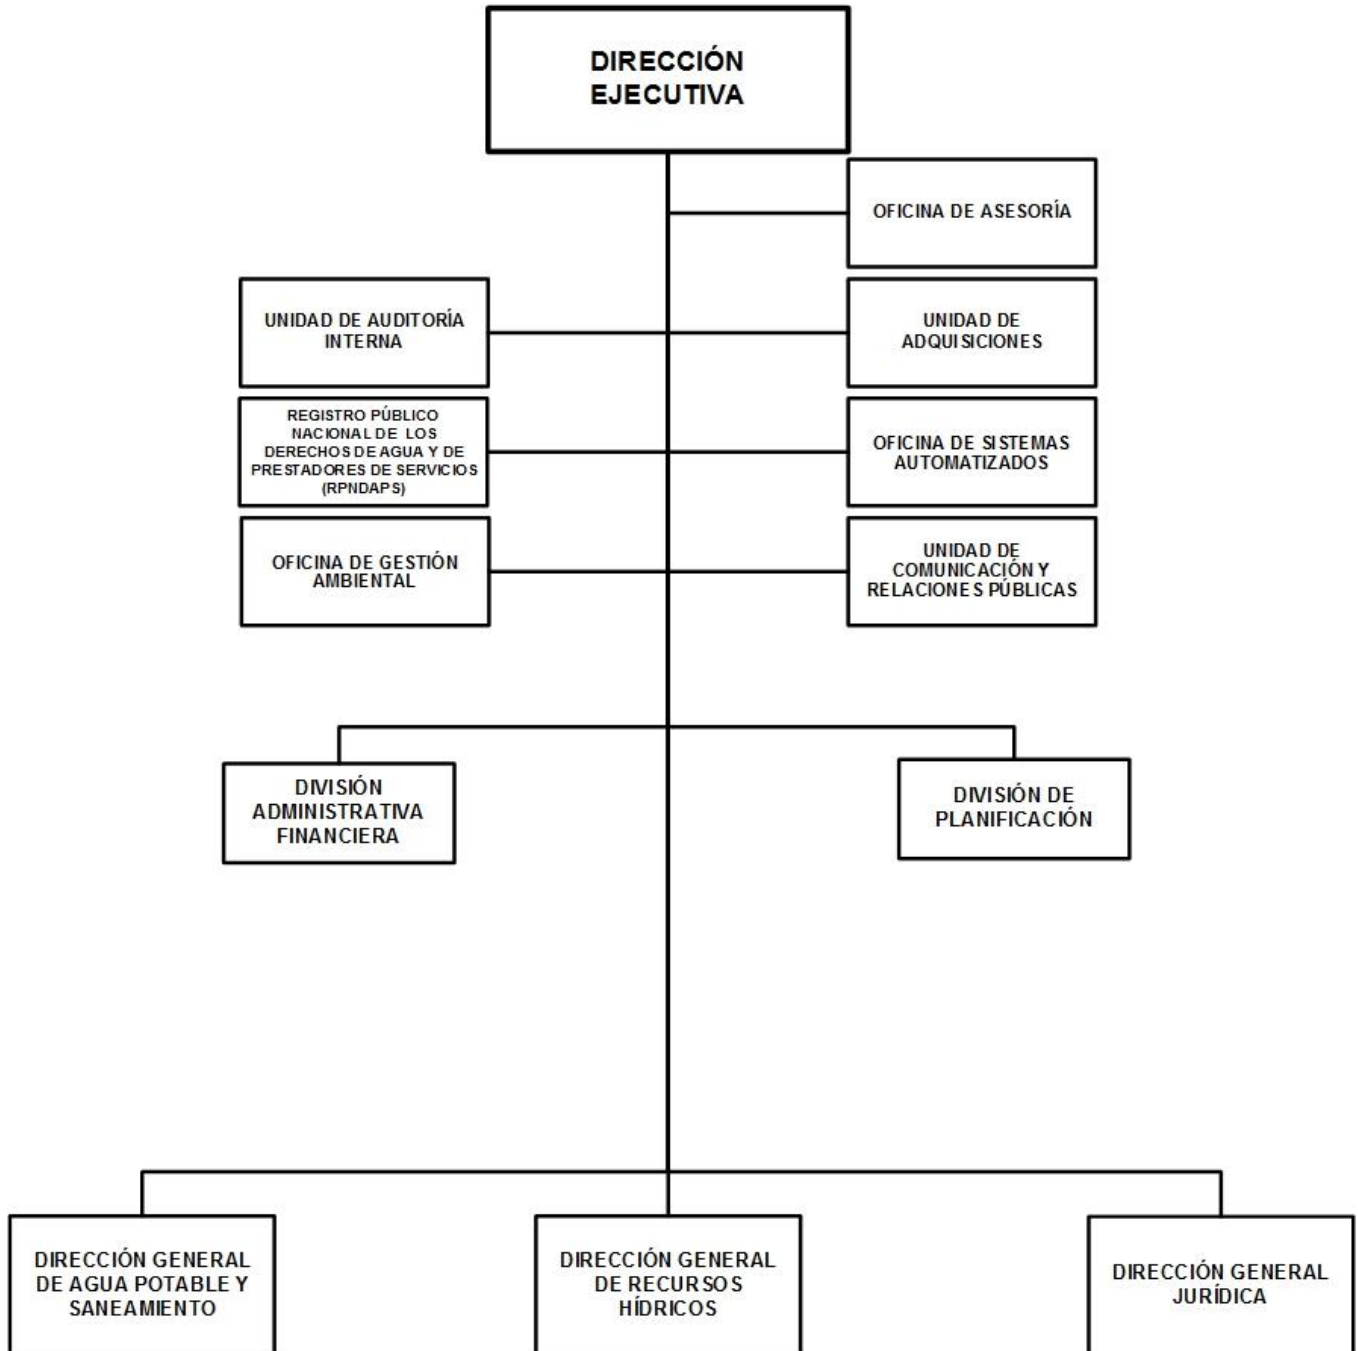 DIRECCIÓN
EJECUTIVA
OFICINA DE ASESORÍA
UNIDAD DE AUDITORÍA
INTERNA
UNIDAD DE
ADQUISICIONES
REGISTRO PÚBLICO
NACIONAL DE LOS
DERECHOS DE AGUA Y DE
PRESTADORES DE SERVICIOS
(RPNDAPS)
OFICINA DE SISTEMAS
AUTOMATIZADOS
OFICINA DE GESTIÓN
AMBIENTAL
UNIDAD DE
COMUNICACIÓN Y
RELACIONES PÚBLICAS
DIVISIÓN
ADMINISTRATIVA
FINANCIERA
DIVISIÓN DE
PLANIFICACIÓN
DIRECCIÓN GENERAL
DE AGUA POTABLE Y
SANEAMIENTO
DIRECCIÓN GENERAL
DE RECURSOS
HÍDRICOS
DIRECCIÓN GENERAL
JURÍDICA